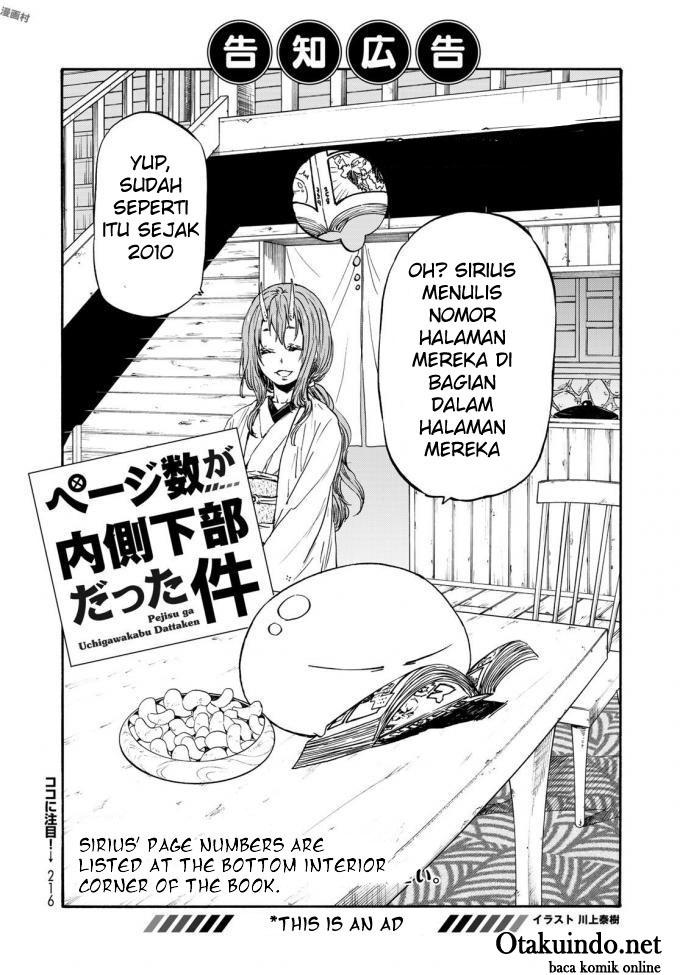 漫画村
告知広告
OH? SIRIUS
MENULIS
NOMOR
HALAMAN
MEREKA DI
BAGIAN
DALAM
HALAMAN
MEREKA
YUP,
SUDAH
SEPERTI
ITU SEJAK
2010
ページ数が
内側下部
だった件
Pejisu ga
Uchigawakabu Dattaken
ココに注目!→ 216
SIRIUS' PAGE NUMBERS ARE
LISTED AT THE BOTTOM INTERIOR
CORNER OF THE BOOK.
い。
*THIS IS AN AD
イラスト 川上泰樹
Otakuindo.net
baca komik online